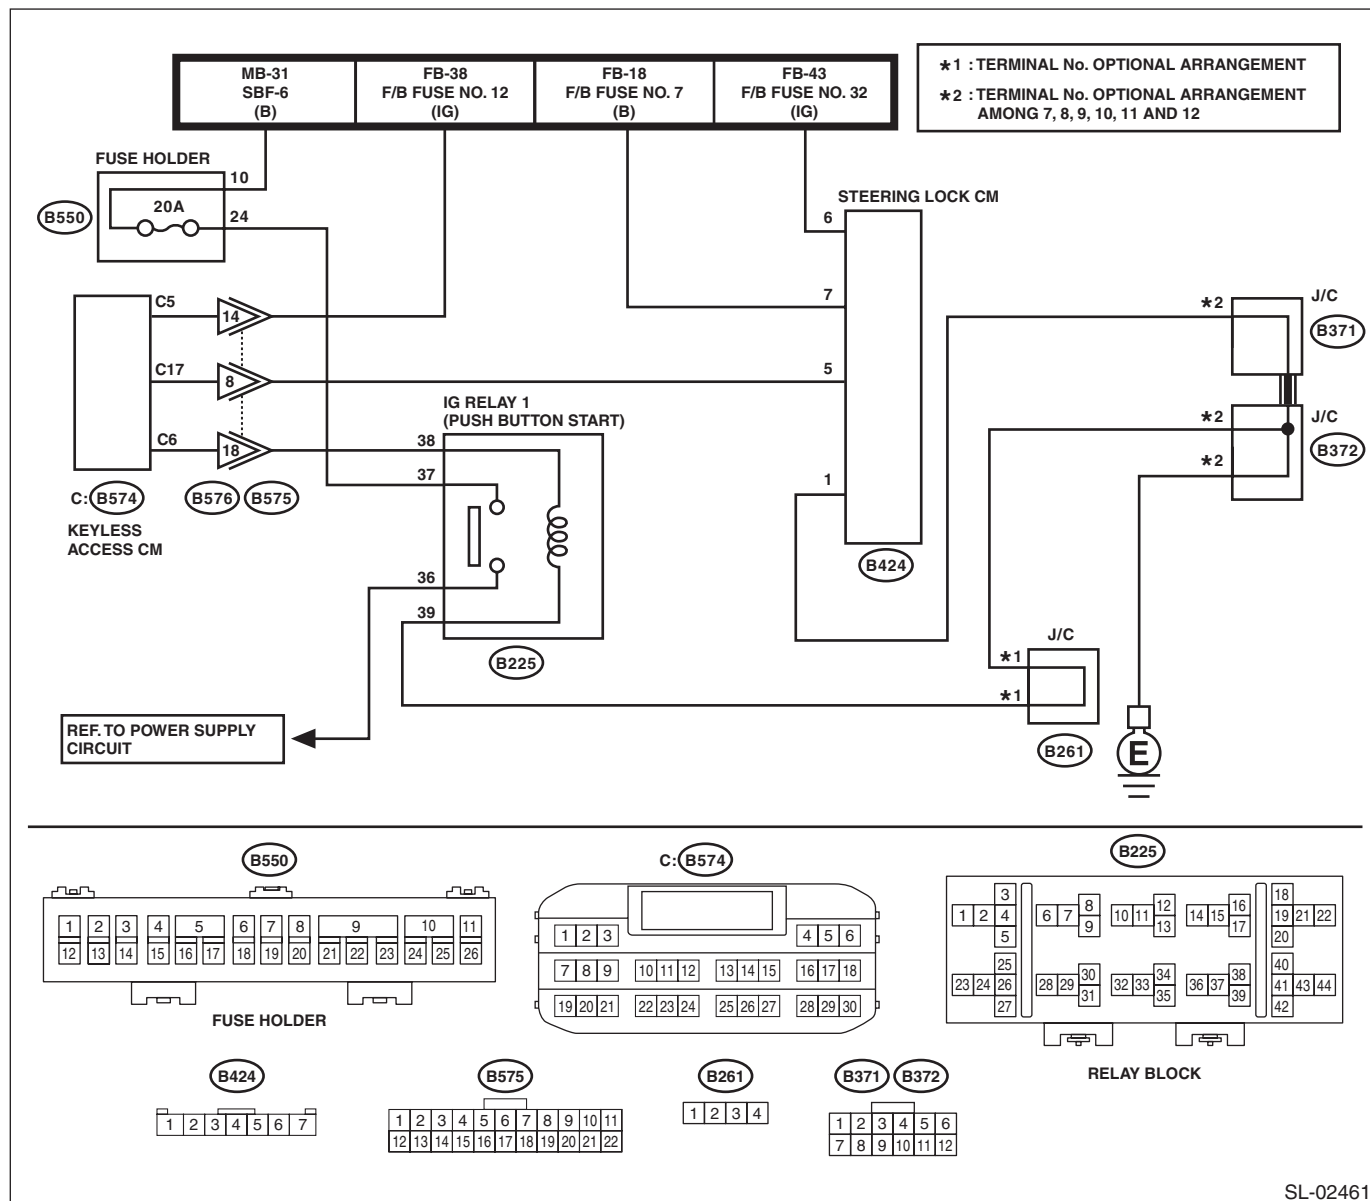 MB-31
SBF-6
(B)
FB-38
F/B FUSE NO. 12
(IG)
FB-18
F/B FUSE NO. 7
(B)
FB-43
F/B FUSE NO. 32
(IG)
*1 : TERMINAL No. OPTIONAL ARRANGEMENT
*2 : TERMINAL No. OPTIONAL ARRANGEMENT
AMONG 7, 8, 9, 10, 11 AND 12
FUSE HOLDER
10
20A
24
B550
STEERING LOCK CM
6
7
5
1
B424
C5
14
C17
8
C6
18
C: B574
B576 B575
KEYLESS
ACCESS CM
IG RELAY 1
(PUSH BUTTON START)
38
37
36
39
B225
*2
J/C
B371
*2
J/C
B372
*2
J/C
*1
*1
B261
E
REF. TO POWER SUPPLY
CIRCUIT
B550
1 2 3 4 5 6 7 8 9 10 11
12 13 14 15 16 17 18 19 20 21 22 23 24 25 26
FUSE HOLDER
C: B574
1 2 3 4 5 6
7 8 9 10 11 12 13 14 15 16 17 18
19 20 21 22 23 24 25 26 27 28 29 30
B225
3 8 12 16 18
1 2 4 6 7 10 11 14 15 19 21 22
5 9 13 17 20
25 30 34 38 40
23 24 26 28 29 32 33 36 37 41 43 44
27 31 35 39 42
RELAY BLOCK
B424
1 2 3 4 5 6 7
B575
1 2 3 4 5 6 7 8 9 10 11
12 13 14 15 16 17 18 19 20 21 22
B261
1 2 3 4
B371 B372
1 2 3 4 5 6
7 8 9 10 11 12
SL-02461